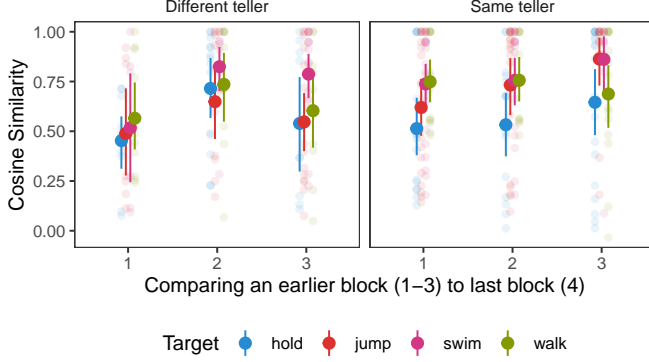 Different teller
Same teller
Cosine Similarity
1.00
0.75
0.50
0.25
0.00
1 2 3
1 2 3
Comparing an earlier block (1−3) to last block (4)
Target hold jump swim walk